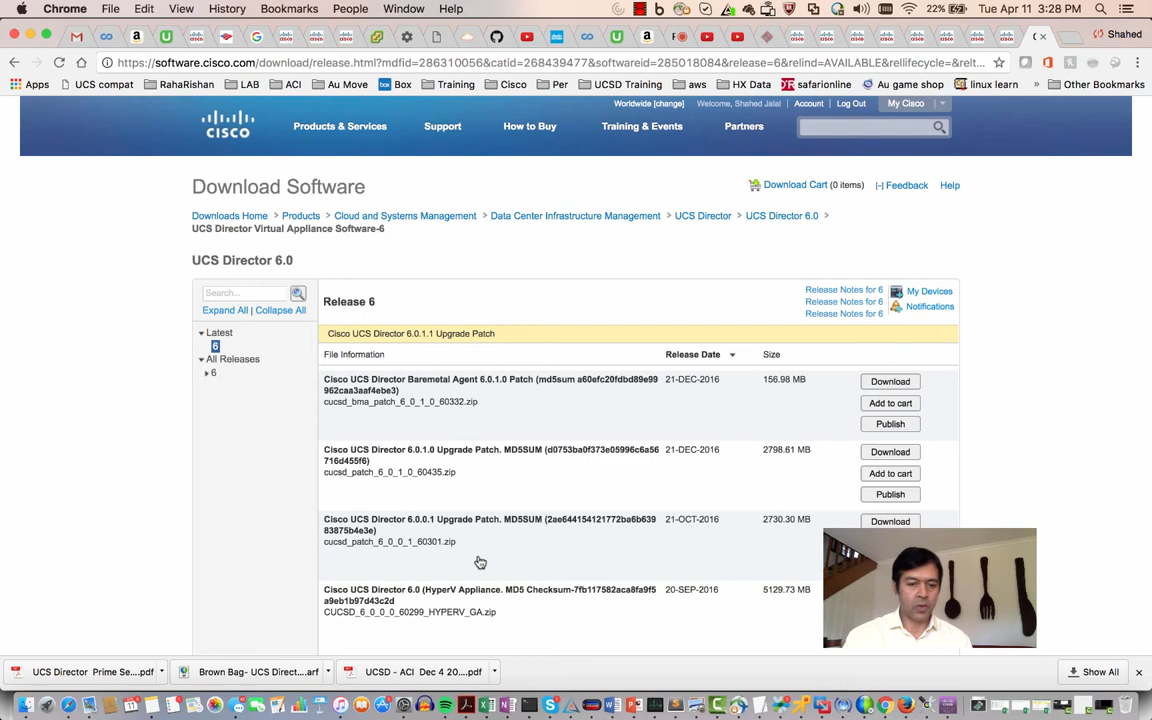 Chrome File Edit View History Bookmarks People Window Help 22% Tue Apr 11 3:28 PM
Shahed
https://software.cisco.com/download/release.html?mdfid=286310056&catid=268439477&softwareid=285018084&release=6&relind=AVAILABLE&rellifecycle=&relt...
Apps UCS compat RahaRishan LAB ACI Au Move Box Training Cisco Per UCSD Training aws HX Data safarionline Au game shop linux learn » Other Bookmarks
Worldwide [change] Welcome, Shahed Jalal Account Log Out My Cisco
CISCO
Products & Services Support How to Buy Training & Events Partners
Download Software
Download Cart (0 items) [-] Feedback Help
Downloads Home > Products > Cloud and Systems Management > Data Center Infrastructure Management > UCS Director > UCS Director 6.0 >
UCS Director Virtual Appliance Software-6
UCS Director 6.0
Search...
Expand All | Collapse All
Latest
6
All Releases
6
Release 6
Release Notes for 6
Release Notes for 6
Release Notes for 6
My Devices
Notifications
Cisco UCS Director 6.0.1.1 Upgrade Patch
File Information Release Date Size
Cisco UCS Director Baremetal Agent 6.0.1.0 Patch (md5sum a60efc20fdbd89e99 21-DEC-2016 156.98 MB Download
962caa3aaf4ebe3)
cucsd_bma_patch_6_0_1_0_60332.zip Add to cart
Publish
Cisco UCS Director 6.0.1.0 Upgrade Patch. MD5SUM (d0753ba0f373e05996c6a56 21-DEC-2016 2798.61 MB Download
716d455f6)
cucsd_patch_6_0_1_0_60435.zip Add to cart
Publish
Cisco UCS Director 6.0.0.1 Upgrade Patch. MD5SUM (2ae644154121772ba6b639 21-OCT-2016 2730.30 MB Download
83875b4e3e)
cucsd_patch_6_0_0_1_60301.zip
Cisco UCS Director 6.0 (HyperV Appliance. MD5 Checksum-7fb117582aca8fa9f5 20-SEP-2016 5129.73 MB
a9eb1b97d43c2d
CUCSD_6_0_0_0_60299_HYPERV_GA.zip
UCS Director Prime Se....pdf Brown Bag- UCS Direct....arf UCSD - ACI Dec 4 20....pdf Show All